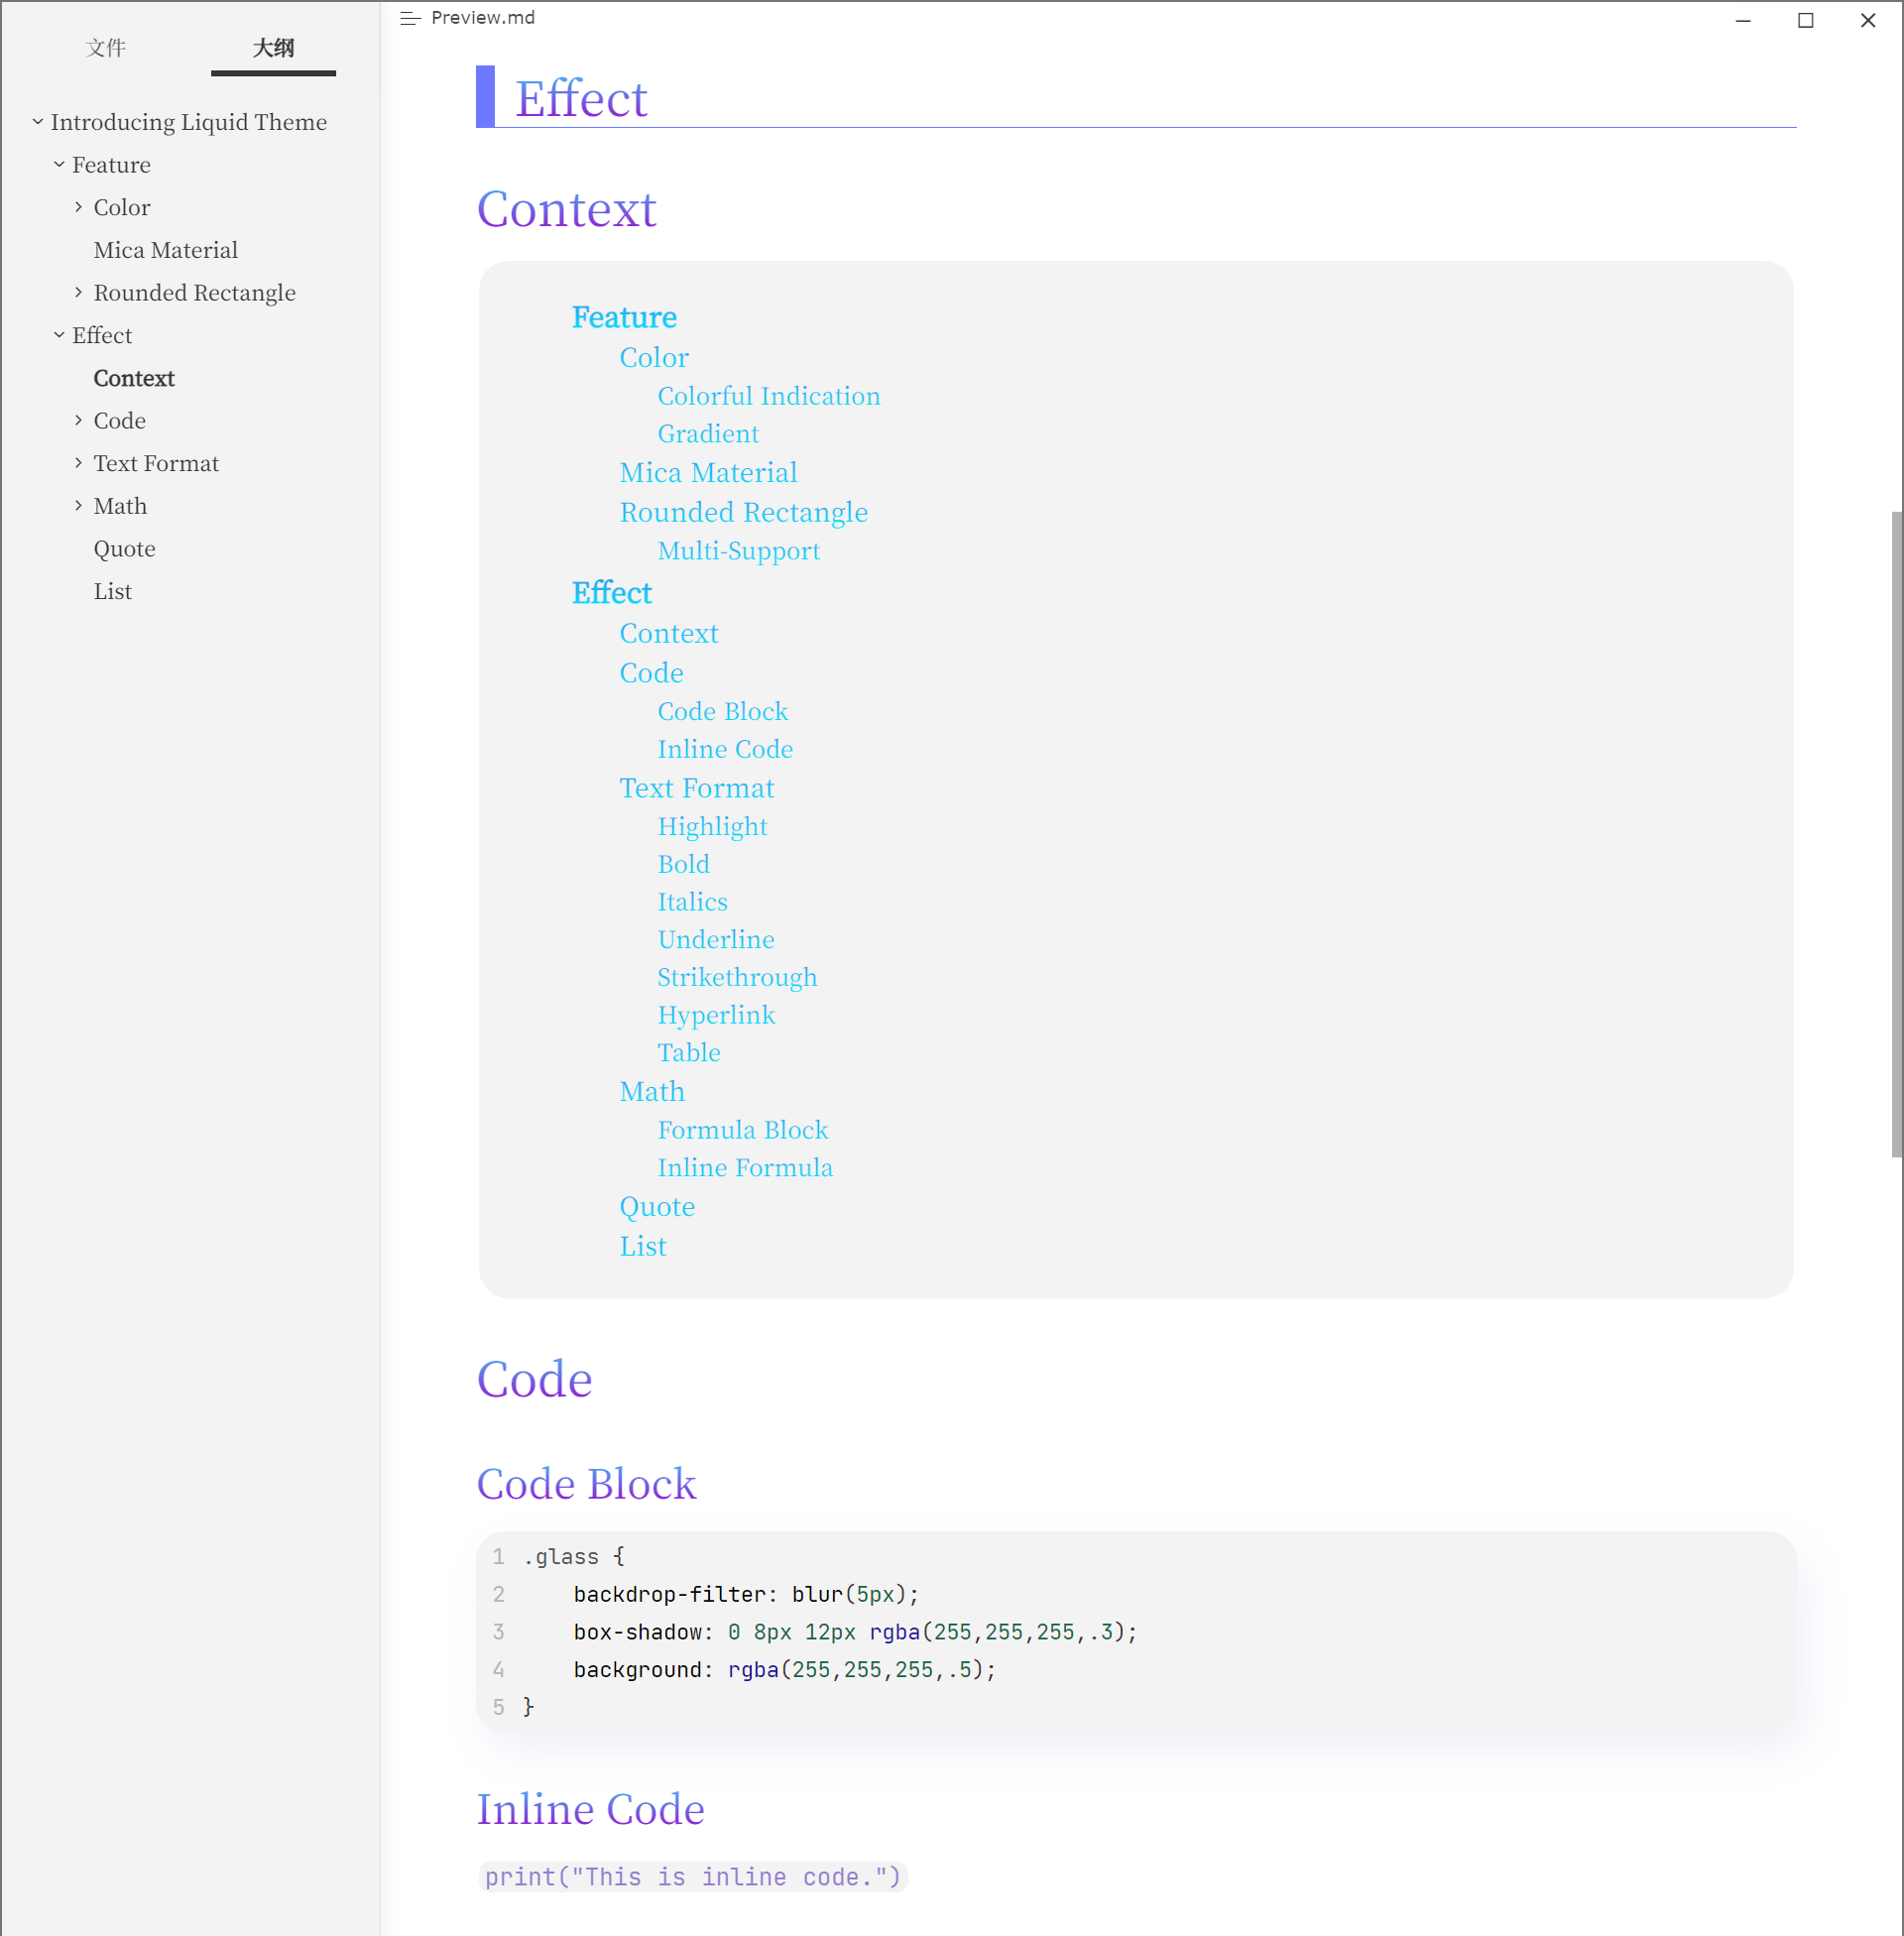 文件 大纲
Introducing Liquid Theme
Feature
Color
Mica Material
Rounded Rectangle
Effect
Context
Code
Text Format
Math
Quote
List
Preview.md
Effect
Context
Feature
Color
Colorful Indication
Gradient
Mica Material
Rounded Rectangle
Multi-Support
Effect
Context
Code
Code Block
Inline Code
Text Format
Highlight
Bold
Italics
Underline
Strikethrough
Hyperlink
Table
Math
Formula Block
Inline Formula
Quote
List
Code
Code Block
1 .glass {
2     backdrop-filter: blur(5px);
3     box-shadow: 0 8px 12px rgba(255,255,255,.3);
4     background: rgba(255,255,255,.5);
5 }
Inline Code
print("This is inline code.")